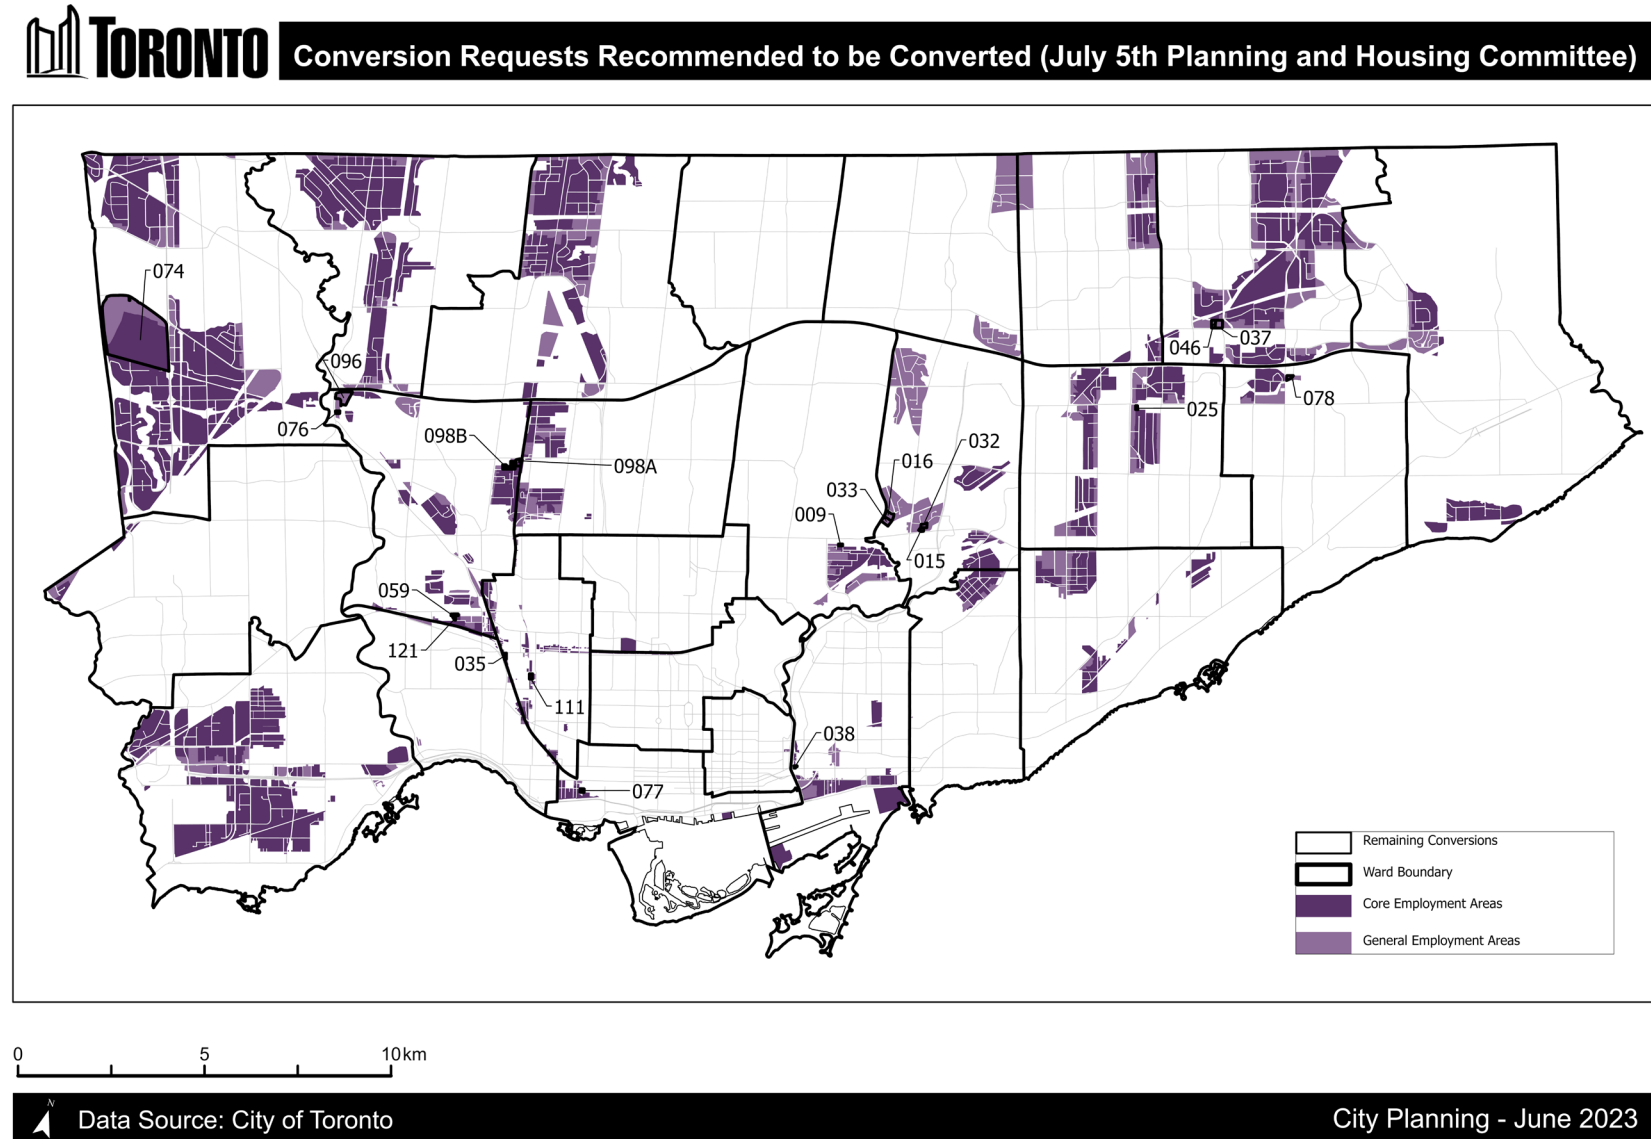 TORONTO
Conversion Requests Recommended to be Converted (July 5th Planning and Housing Committee)
074
096
046
037
076
078
025
098B
098A
032
016
033
009
015
059
121
035
111
038
077
Remaining Conversions
Ward Boundary
Core Employment Areas
General Employment Areas
0 5 10km
N
Data Source: City of Toronto
City Planning - June 2023